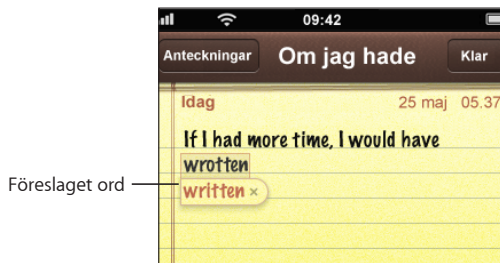 09:42
Anteckningar Om jag hade Klar
Idag 25 maj 05.37
If I had more time, I would have
wrotten
Föreslaget ord written ×